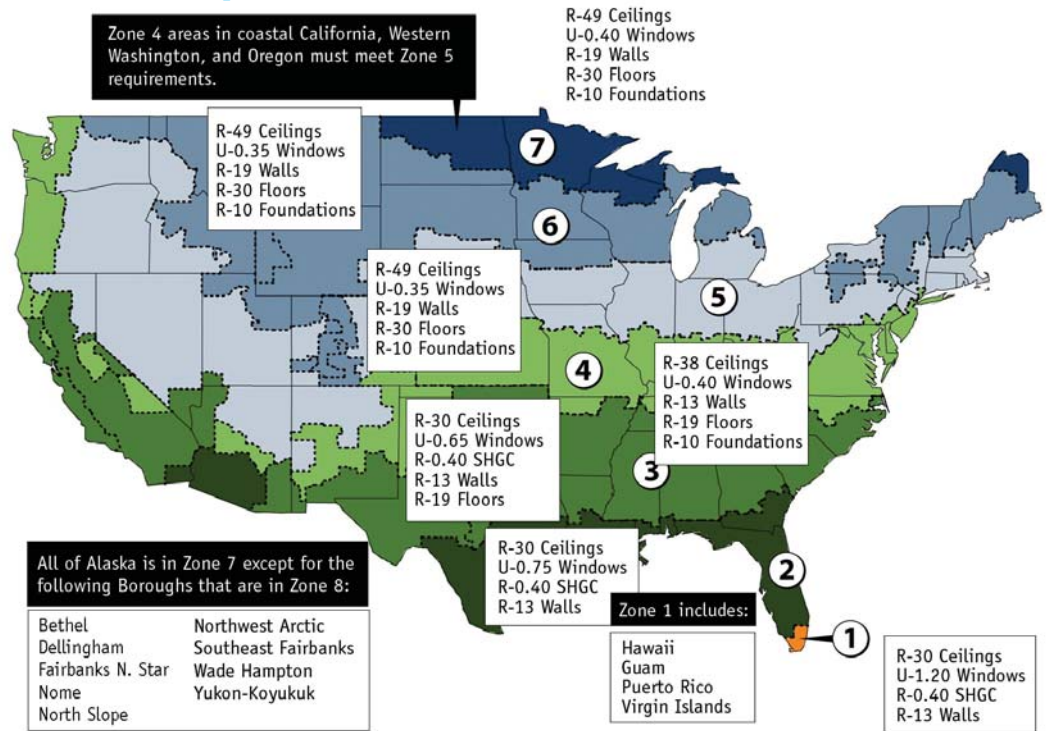 Zone 4 areas in coastal California, Western
Washington, and Oregon must meet Zone 5
requirements.
R-49 Ceilings
U-0.40 Windows
R-19 Walls
R-30 Floors
R-10 Foundations
R-49 Ceilings
U-0.35 Windows
R-19 Walls
R-30 Floors
R-10 Foundations
7
6
R-49 Ceilings
U-0.35 Windows
R-19 Walls
R-30 Floors
R-10 Foundations
5
4
R-38 Ceilings
U-0.40 Windows
R-13 Walls
R-19 Floors
R-10 Foundations
R-30 Ceilings
U-0.65 Windows
R-0.40 SHGC
R-13 Walls
R-19 Floors
3
R-30 Ceilings
U-0.75 Windows
R-0.40 SHGC
R-13 Walls
2
All of Alaska is in Zone 7 except for the
following Boroughs that are in Zone 8:
Bethel
Dellingham
Fairbanks N. Star
Nome
North Slope
Northwest Arctic
Southeast Fairbanks
Wade Hampton
Yukon-Koyukuk
Zone 1 includes:
Hawaii
Guam
Puerto Rico
Virgin Islands
1
R-30 Ceilings
U-1.20 Windows
R-0.40 SHGC
R-13 Walls